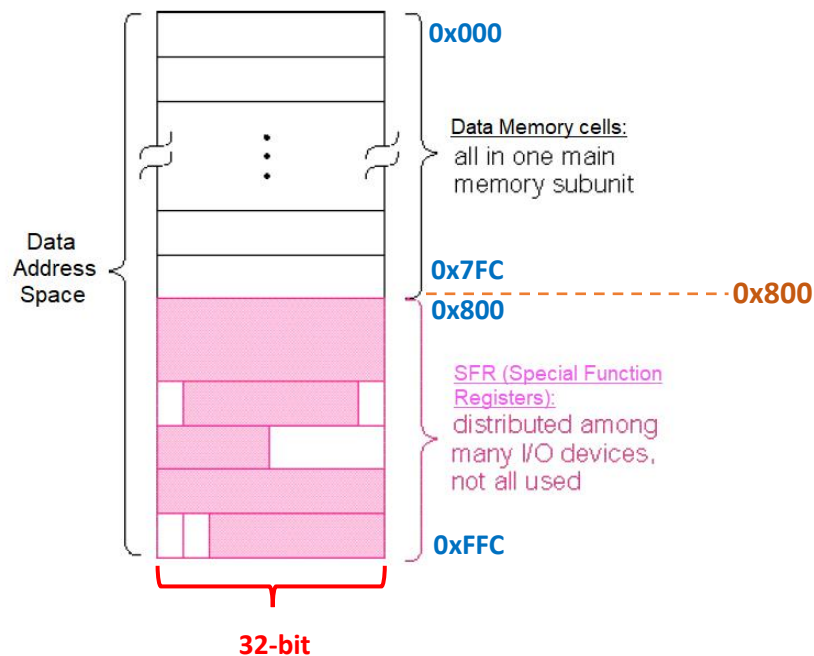 0x000
Data Memory cells:
all in one main
memory subunit
Data
Address
Space
0x7FC
0x800
0x800
SFR (Special Function
Registers):
distributed among
many I/O devices,
not all used
0xFFC
32-bit